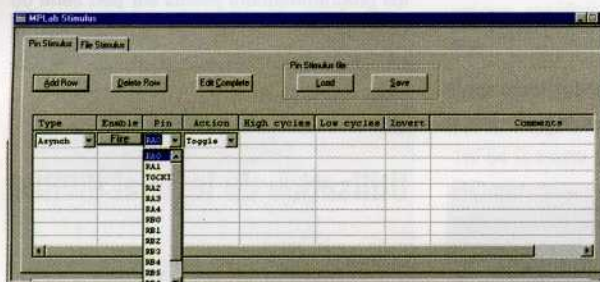 MPLab Stimulus
Pin Stimulus File Stimulus
Pin Stimulus file
Add Row Delete Row Edit Complete Load Save
Type Enable Pin Action High cycles Low cycles Invert Comments
Asynch Fire RA0 Toggle
RA0
RA1
T0CKI
RA2
RA3
RA4
RB0
RB1
RB2
RB3
RB4
RB5